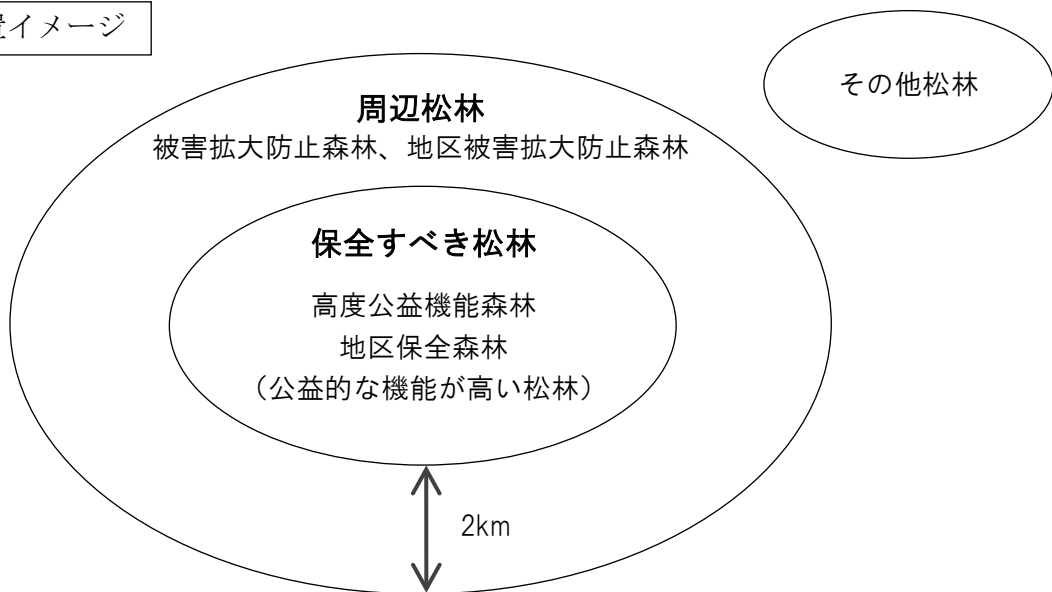 置イメージ
その他松林
周辺松林
被害拡大防止森林、地区被害拡大防止森林
保全すべき松林
高度公益機能森林
地区保全森林
（公益的な機能が高い松林）
2km